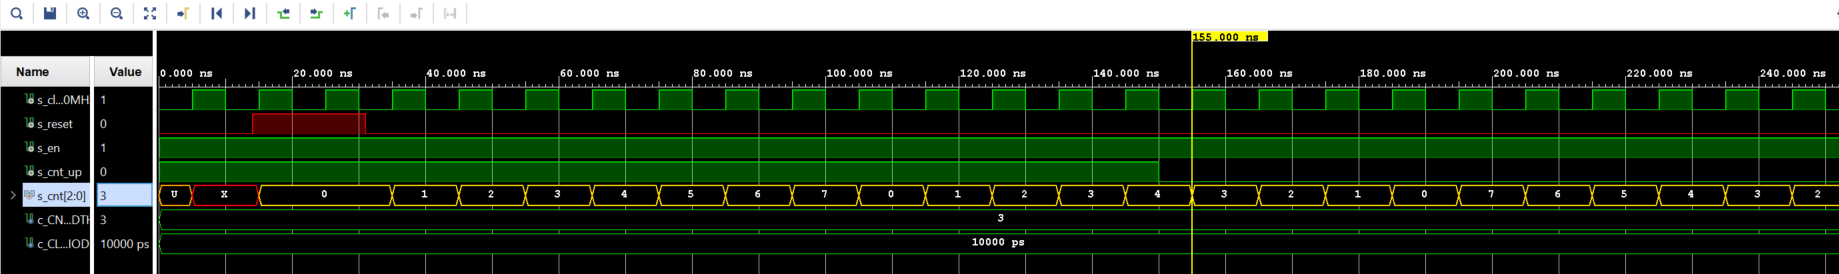 155.000 ns
Name Value 0.000 ns 20.000 ns 40.000 ns 60.000 ns 80.000 ns 100.000 ns 120.000 ns 140.000 ns 160.000 ns 180.000 ns 200.000 ns 220.000 ns 240.000 ns
s_cl...0MH 1
s_reset 0
s_en 1
s_cnt_up 0
s_cnt[2:0] 3 U X 0 1 2 3 4 5 6 7 0 1 2 3 4 3 2 1 0 7 6 5 4 3 2
c_CN...DTH 3 3
c_CL...IOD 10000 ps 10000 ps